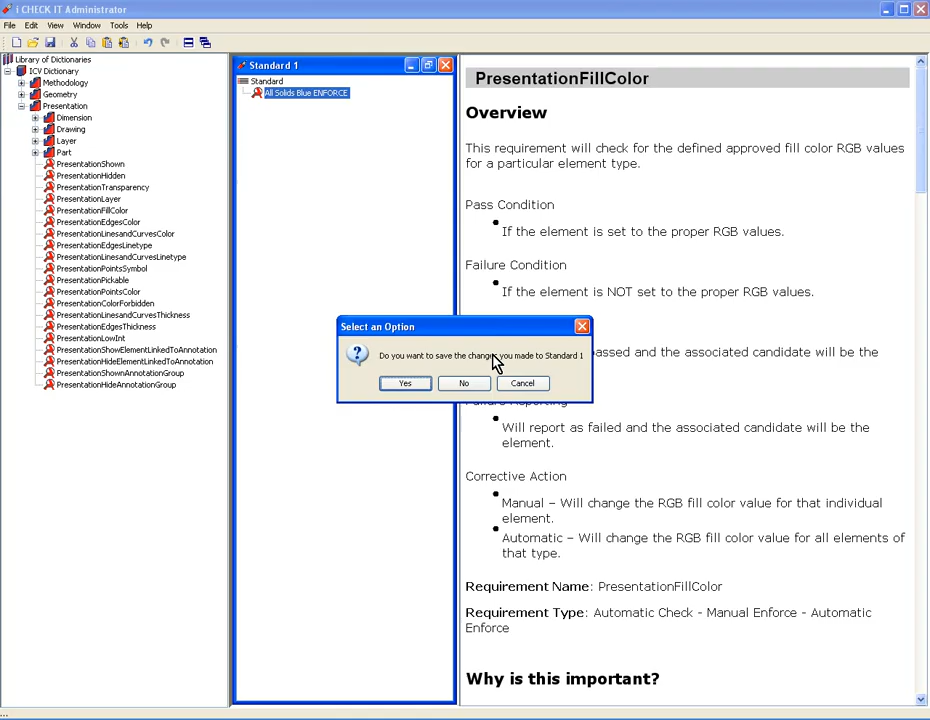 i CHECK IT Administrator
File Edit View Window Tools Help
Library of Dictionaries
ICV Dictionary
Methodology
Geometry
Presentation
Dimension
Drawing
Layer
Part
PresentationShown
PresentationHidden
PresentationTransparency
PresentationLayer
PresentationFillColor
PresentationEdgesColor
PresentationLinesandCurvesColor
PresentationEdgesLinetype
PresentationLinesandCurvesLinetype
PresentationPointsSymbol
PresentationPickable
PresentationPointsColor
PresentationColorForbidden
PresentationLinesandCurvesThickness
PresentationEdgesThickness
PresentationLowInt
PresentationShowElementLinkedToAnnotation
PresentationHideElementLinkedToAnnotation
PresentationShownAnnotationGroup
PresentationHideAnnotationGroup
Standard 1
Standard
All Solids Blue ENFORCE
PresentationFillColor
Overview
This requirement will check for the defined approved fill color RGB values
for a particular element type.
Pass Condition
If the element is set to the proper RGB values.
Failure Condition
If the element is NOT set to the proper RGB values.
Select an Option
Do you want to save the changes you made to Standard 1
Yes No Cancel
passed and the associated candidate will be the
Failure Reporting
Will report as failed and the associated candidate will be the
element.
Corrective Action
Manual – Will change the RGB fill color value for that individual
element.
Automatic – Will change the RGB fill color value for all elements of
that type.
Requirement Name: PresentationFillColor
Requirement Type: Automatic Check - Manual Enforce - Automatic
Enforce
Why is this important?
...